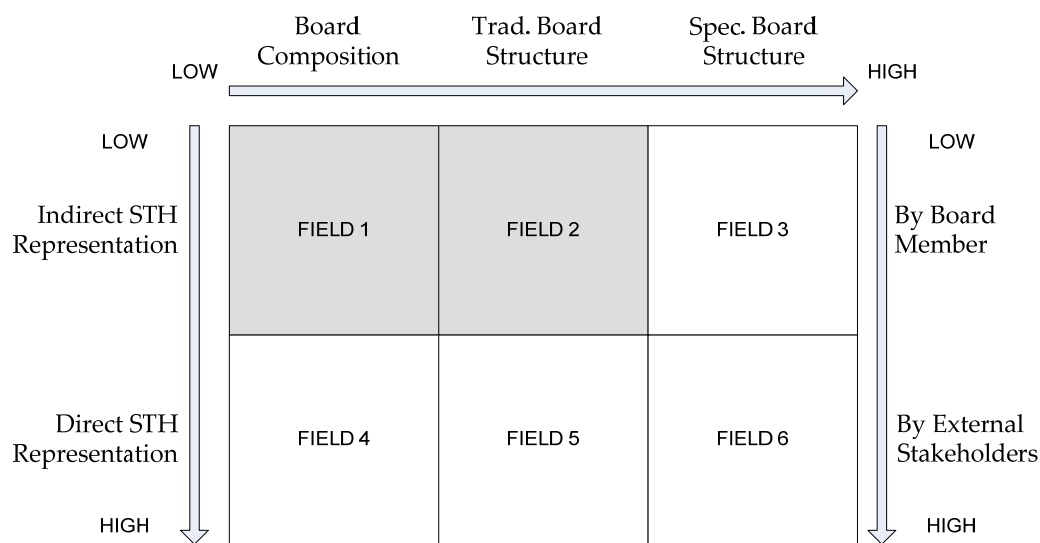 Board
Composition
Trad. Board
Structure
Spec. Board
Structure
LOW
HIGH
LOW
LOW
Indirect STH
Representation
FIELD 1
FIELD 2
FIELD 3
By Board
Member
Direct STH
Representation
FIELD 4
FIELD 5
FIELD 6
By External
Stakeholders
HIGH
HIGH